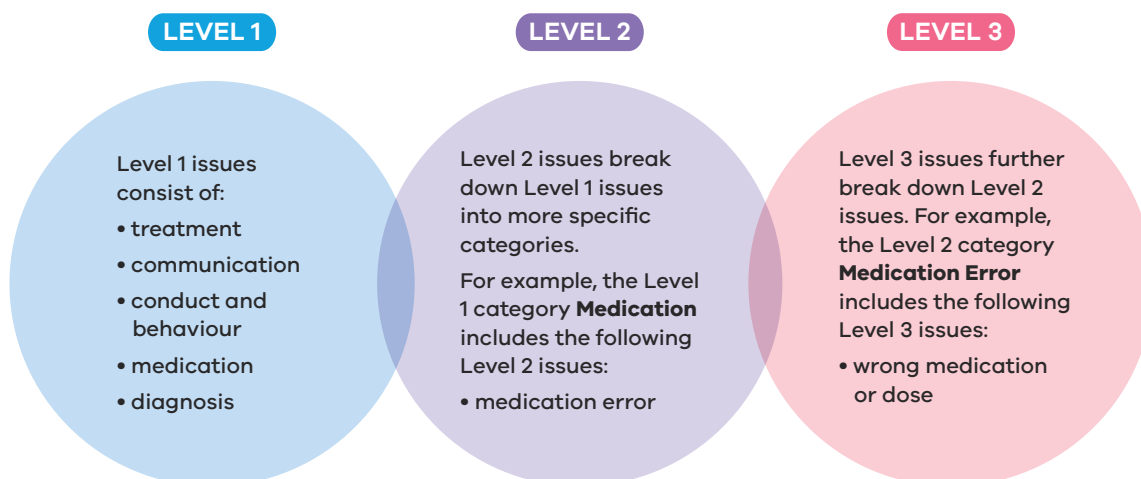 LEVEL 1
Level 1 issues
consist of:
• treatment
• communication
• conduct and
behaviour
• medication
• diagnosis
LEVEL 2
Level 2 issues break
down Level 1 issues
into more specific
categories.
For example, the Level
1 category Medication
includes the following
Level 2 issues:
• medication error
LEVEL 3
Level 3 issues further
break down Level 2
issues. For example,
the Level 2 category
Medication Error
includes the following
Level 3 issues:
• wrong medication
or dose